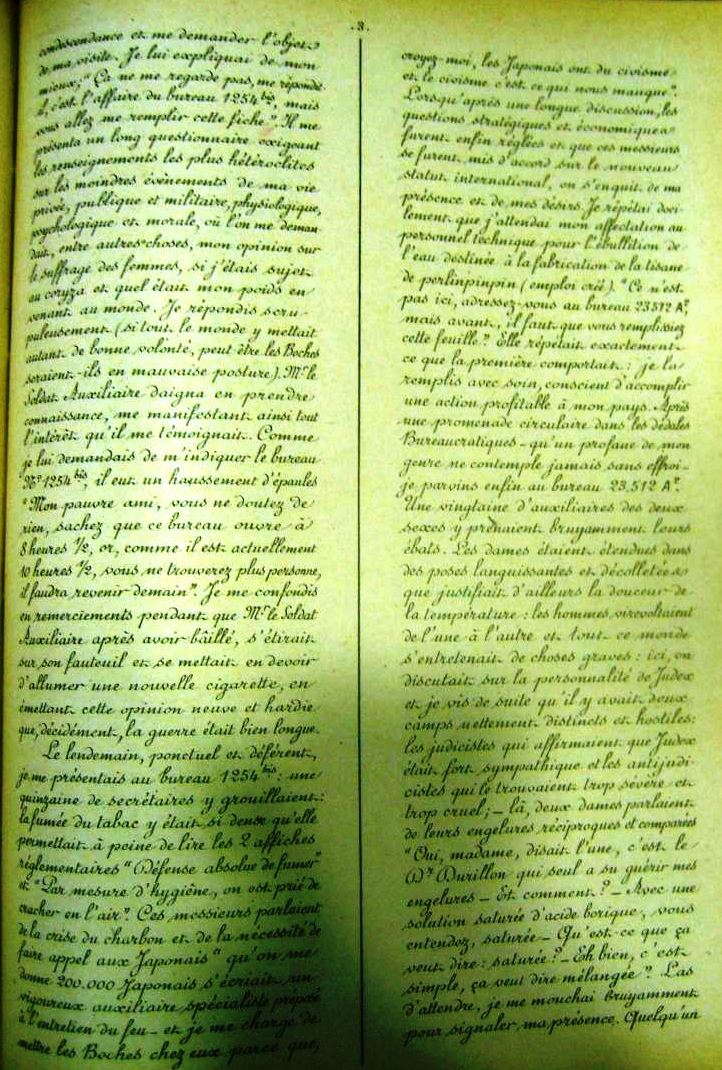 - 3 -
condescendance et me demander l'objet
de ma visite. Je lui expliquai de mon
mieux; "Ca ne me regarde pas, me répondit
il, c'est l'affaire du bureau 1254 bis, mais
vous allez me remplir cette fiche". Il me
présenta un long questionnaire exigeant
les renseignements les plus hétéroclites
sur les moindres évènements de ma vie
privée, publique et militaire, physiologique,
psychologique et morale, où l'on me deman
dait, entre autres choses, mon opinion sur
le suffrage des femmes, si j'étais sujet
au coryza et quel était mon poids en
venant au monde. Je répondis scru-
puleusement (si tout le monde y mettait
autant de bonne volonté, peut être les Boches
seraient-ils en mauvaise posture). Mr le
Soldat Auxiliaire daigna en prendre
connaissance, me manifestant ainsi tout
l'intérêt qu'il me témoignait. Comme
je lui demandais de m'indiquer le bureau
No 1254 bis, il eut un haussement d'épaules
"Mon pauvre ami, vous ne doutez de
rien, sachez que ce bureau ouvre à
8 heures 1/2, or, comme il est actuellement
10 heures 1/2, vous ne trouverez plus personne,
il faudra revenir demain". Je me confondis
en remerciements pendant que Mr le Soldat
Auxiliaire après avoir bâillé, s'étirait
sur son fauteuil et se mettait en devoir
d'allumer une nouvelle cigarette, en
émettant cette opinion neuve et hardie
que, décidément, la guerre était bien longue.
Le lendemain, ponctuel et déférent,
je me présentais au bureau 1254 bis: une
quinzaine de secrétaires y grouillaient:
la fumée du tabac y était si dense qu'elle
permettait à peine de lire les 2 affiches
règlementaires "Défense absolue de fumer"
et "Par mesure d'hygiène, on est prié de
cracher en l'air". Ces messieurs parlaient
de la crise du charbon et de la nécessité de
faire appel aux Japonais "qu'on me
donne 200.000 Japonais s'écriait un
vigoureux auxiliaire spécialiste préposé
à l'entretien du feu - et je me charge de
mettre les Boches chez eux parce que,
croyez-moi, les Japonais ont du civisme
et le civisme c'est ce qui nous manque".
Lorsqu'après une longue discussion, les
questions stratégiques et économiques
furent enfin réglées et que ces messieurs
se furent mis d'accord sur le nouveau
statut international, on s'enquit de ma
présence et de mes désirs. Je répétai doci-
lement que j'attendai mon affectation au
personnel technique pour l'ébullition de
l'eau destinée à la fabrication de la tisane
de perlinpinpin (emploi créé). "Ce n'est
pas ici, adressez-vous au bureau 23512 Ar,
mais avant, il faut que vous remplissiez
cette feuille". Elle répétait exactement
ce que la première comportait: je la
remplis avec soin, conscient d'accomplir
une action profitable à mon pays. Après
une promenade circulaire dans les dédales
Bureaucratiques - qu'un profane de mon
genre ne contemple jamais sans effroi -
je parvins enfin au bureau 23.512 Ar.
Une vingtaine d'auxiliaires des deux
sexes y prenaient bruyamment leurs
ébats. Les dames étaient étendues dans
des poses languissantes et décolletées
que justifiait d'ailleurs la douceur de
la température: les hommes virevoltaient
de l'une à l'autre et tout ce monde
s'entretenait de choses graves: ici, on
discutait sur la personnalité de Judex
et je vis de suite qu'il y avait deux
camps nettement distincts et hostiles:
les judicistes qui affirmaient que Judex
était fort sympathique et les antijudi
cistes qui le trouvaient trop sévère et
trop cruel; - là, deux dames parlaient
de leurs engelures réciproques et comparées
"Oui, madame, disait l'une, c'est le
Dr Durillon qui seul a su guérir mes
engelures - Et comment? - Avec une
solution saturée d'acide borique, vous
entendez, saturée - Qu'est-ce que ça
veut dire: saturée? - Eh bien, c'est
simple, ça veut dire mélangée". Las
d'attendre, je me mouchai bruyamment
pour signaler ma présence. Quelqu'un